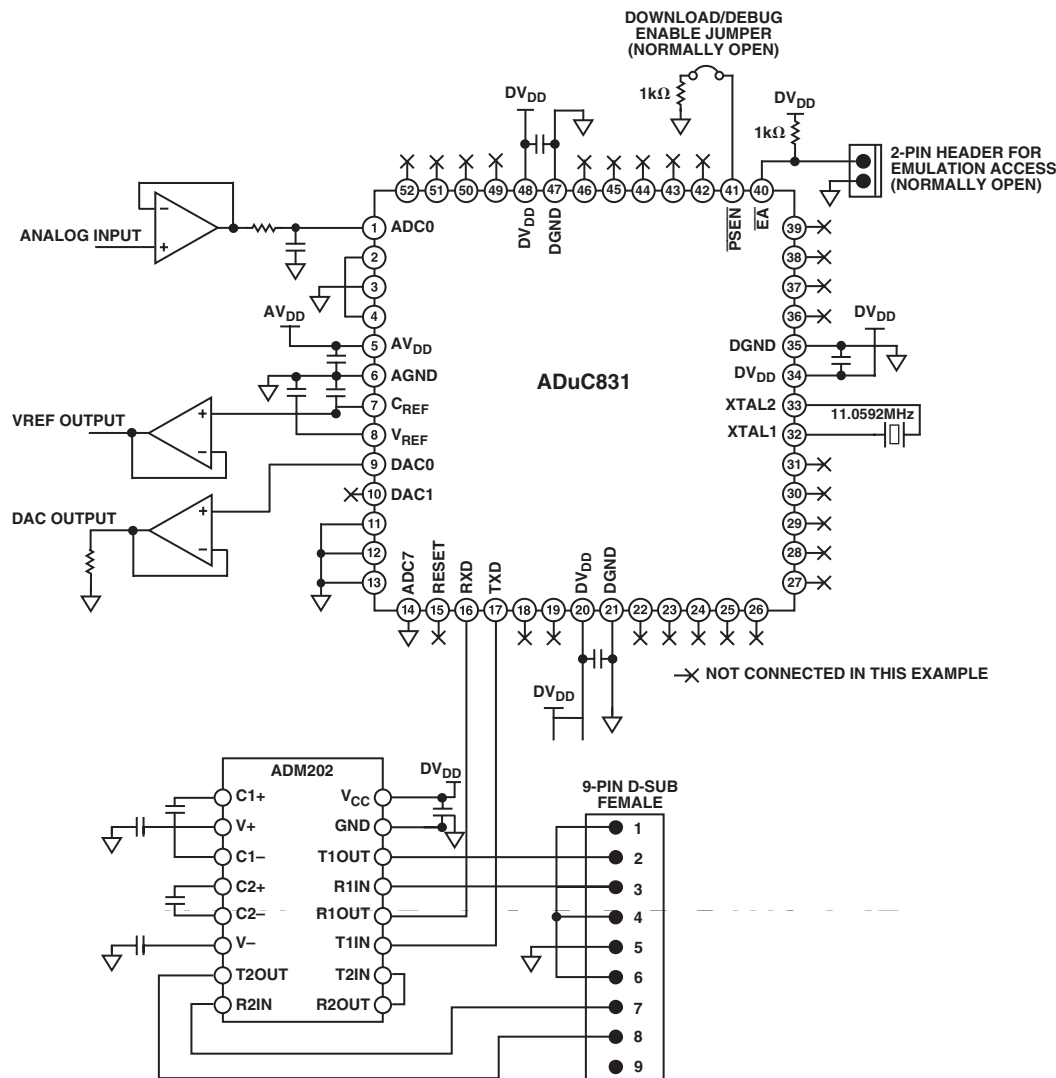 DOWNLOAD/DEBUG
ENABLE JUMPER
(NORMALLY OPEN)
1kΩ
DVDD
DVDD
1kΩ
2-PIN HEADER FOR
EMULATION ACCESS
(NORMALLY OPEN)
52
51
50
49
48
47
46
45
44
43
42
41
40
DVDD
DGND
PSEN
EA
ANALOG INPUT
–
+
1 ADC0
2
3
4
AVDD
5 AVDD
6 AGND
7 CREF
8 VREF
9 DAC0
10 DAC1
11
12
13
VREF OUTPUT
+
–
DAC OUTPUT
+
–
ADuC831
39
38
37
36
DVDD
DGND 35
DVDD 34
XTAL2 33
11.0592MHz
XTAL1 32
31
30
29
28
27
ADC7
RESET
RXD
TXD
DVDD
DGND
14
15
16
17
18
19
20
21
22
23
24
25
26
NOT CONNECTED IN THIS EXAMPLE
DVDD
ADM202
C1+
V+
C1–
C2+
C2–
V–
T2OUT
R2IN
VCC
GND
T1OUT
R1IN
R1OUT
T1IN
T2IN
R2OUT
DVDD
9-PIN D-SUB
FEMALE
1
2
3
4
5
6
7
8
9